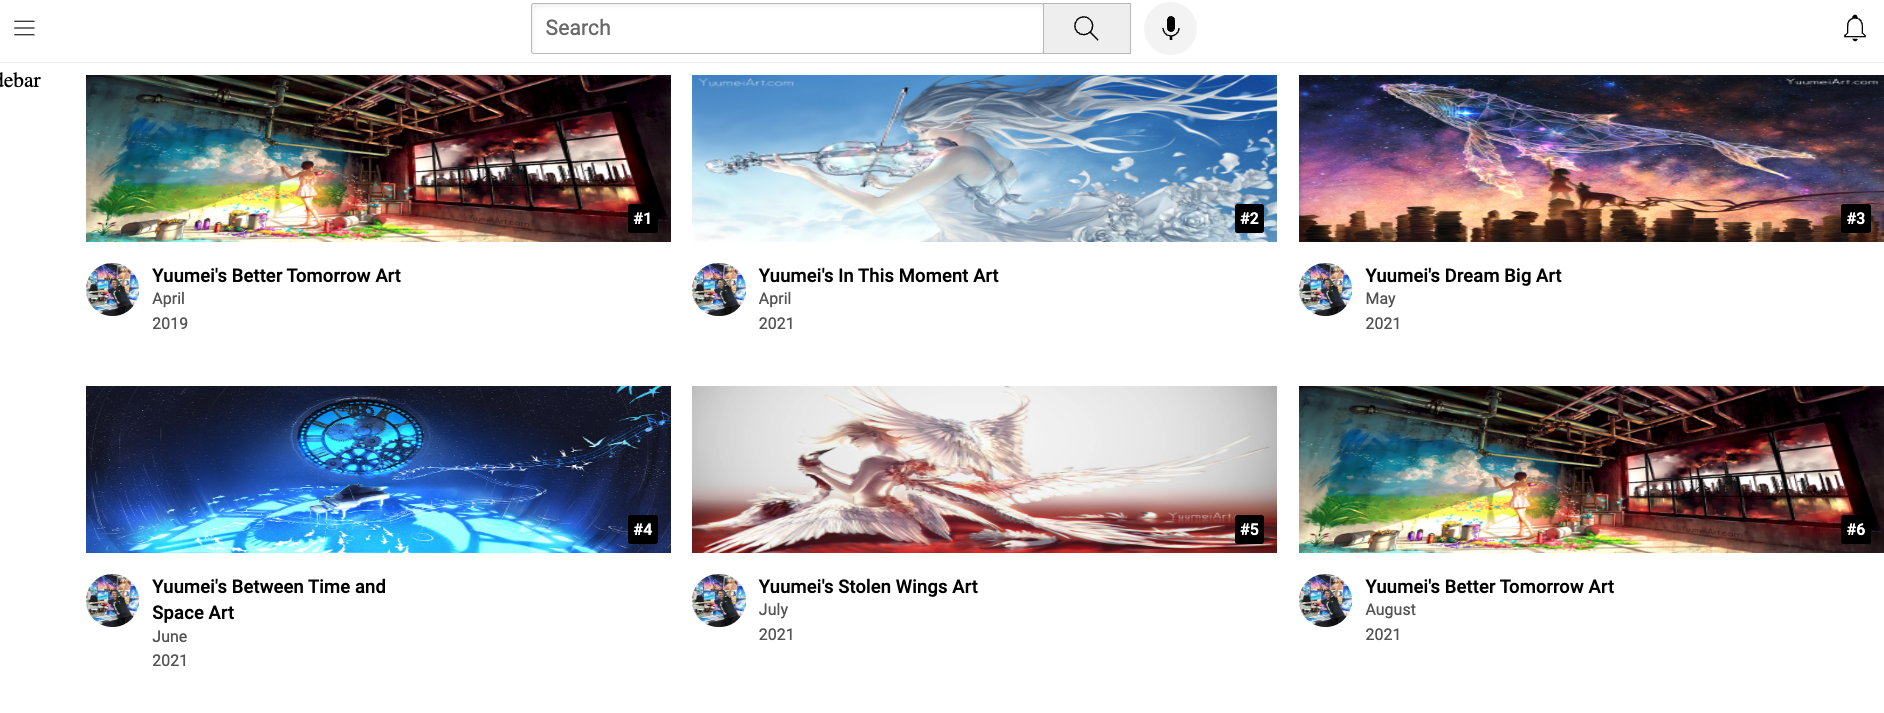 Search
debar
YuumeiArt.com
YuumeiArt.com
#1
#2
#3
Yuumei's Better Tomorrow Art
April
2019
Yuumei's In This Moment Art
April
2021
Yuumei's Dream Big Art
May
2021
YuumeiArt
#4
#5
#6
Yuumei's Between Time and
Space Art
June
2021
Yuumei's Stolen Wings Art
July
2021
Yuumei's Better Tomorrow Art
August
2021